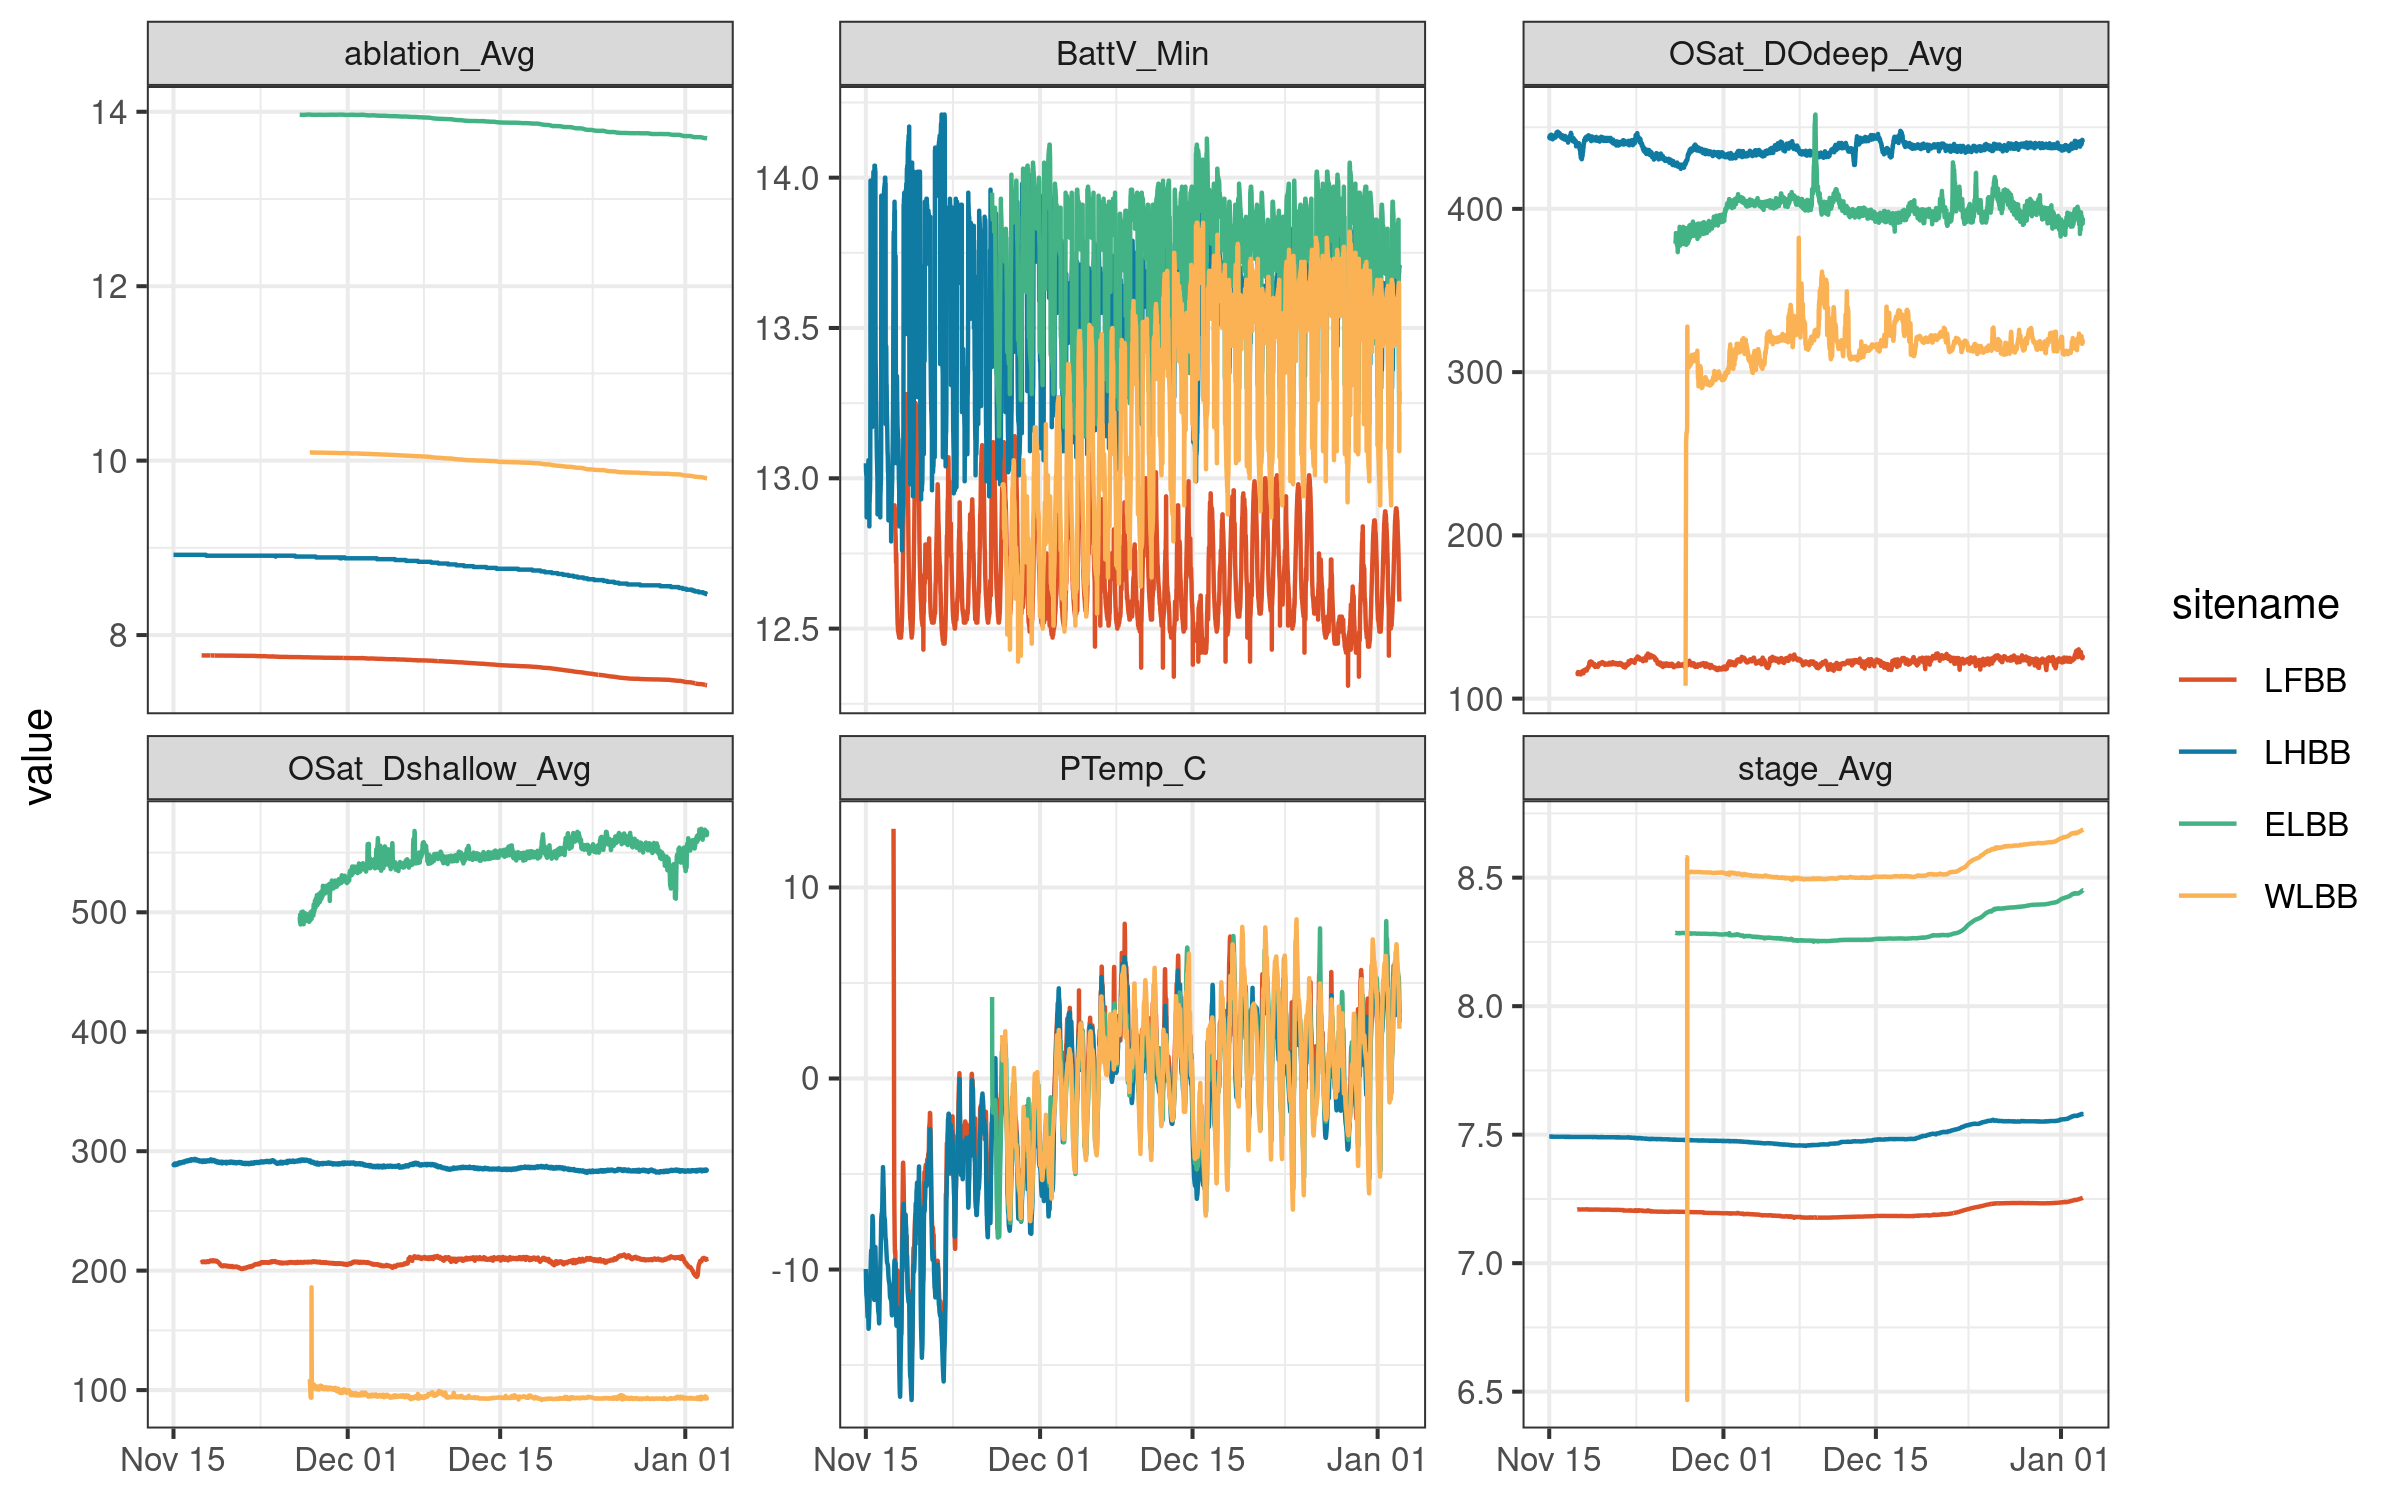 ablation_Avg
BattV_Min
OSat_DOdeep_Avg
14
12
10
8
14.0
13.5
13.0
12.5
400
300
200
100
OSat_Dshallow_Avg
PTemp_C
stage_Avg
500
400
300
200
100
10
0
-10
8.5
8.0
7.5
7.0
6.5
Nov 15
Dec 01
Dec 15
Jan 01
Nov 15
Dec 01
Dec 15
Jan 01
Nov 15
Dec 01
Dec 15
Jan 01
value
sitename
LFBB
LHBB
ELBB
WLBB